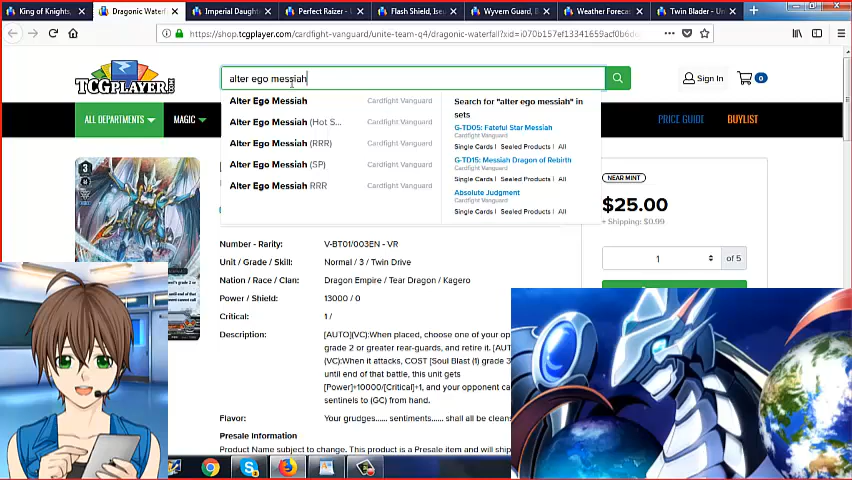 King of Knights,
Dragonic Waterf
Imperial Daught
Perfect Raizer - V
Flash Shield, Iseu
Wyvern Guard, B
Weather Forecas
Twin Blader - Un
https://shop.tcgplayer.com/cardfight-vanguard/unite-team-q4/dragonic-waterfall?xid=i070b157ef13341659acf0b6d
Search
TCGPLAYER
alter ego messiah
Sign In
0
ALL DEPARTMENTS
MAGIC
PRICE GUIDE
BUYLIST
Alter Ego Messiah Cardfight Vanguard
Alter Ego Messiah (Hot S... Cardfight Vanguard
Alter Ego Messiah (RRR) Cardfight Vanguard
Alter Ego Messiah (SP) Cardfight Vanguard
Alter Ego Messiah RRR Cardfight Vanguard
Search for "alter ego messiah" in
sets
G-TD05: Fateful Star Messiah
Cardfight Vanguard
Single Cards | Sealed Products | All
G-TD15: Messiah Dragon of Rebirth
Cardfight Vanguard
Single Cards | Sealed Products | All
Absolute Judgment
Cardfight Vanguard
Single Cards | Sealed Products | All
NEAR MINT
$25.00
+ Shipping: $0.99
1
of 5
Number - Rarity: V-BT01/003EN - VR
Unit / Grade / Skill: Normal / 3 / Twin Drive
Nation / Race / Clan: Dragon Empire / Tear Dragon / Kagero
Power / Shield: 13000 / 0
Critical: 1 /
Description: [AUTO](VC):When placed, choose one of your op
grade 2 or greater rear-guards, and retire it. [AUT
(VC):When it attacks, COST [Soul Blast (1) grade 3
until end of that battle, this unit gets
[Power]+10000/[Critical]+1, and your opponent ca
sentinels to (GC) from hand.
Flavor: Your grudges...... sentiments...... shall all be clean
Presale Information
Product Name subject to change. This product is a Presale item and will ship